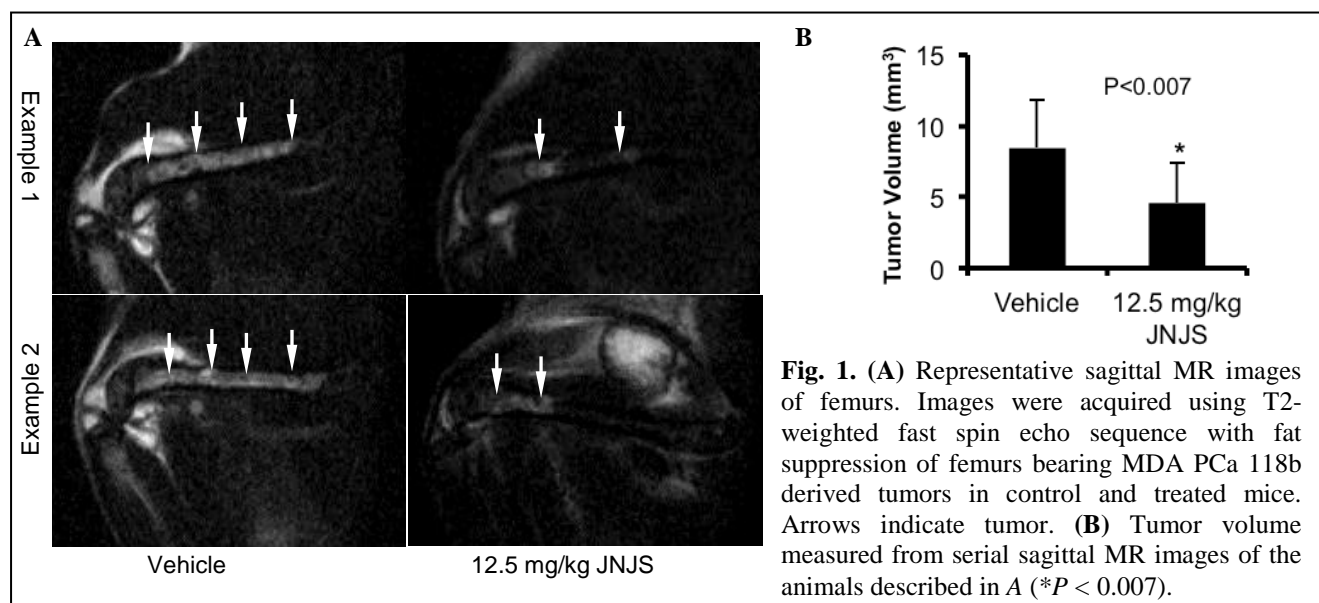 A
Example 1
Example 2
Vehicle
12.5 mg/kg JNJS
B
15
10
5
0
Tumor Volume (mm³)
P<0.007
*
Vehicle
12.5 mg/kg
JNJS
Fig. 1. (A) Representative sagittal MR images
of femurs. Images were acquired using T2-
weighted fast spin echo sequence with fat
suppression of femurs bearing MDA PCa 118b
derived tumors in control and treated mice.
Arrows indicate tumor. (B) Tumor volume
measured from serial sagittal MR images of the
animals described in A (*P < 0.007).